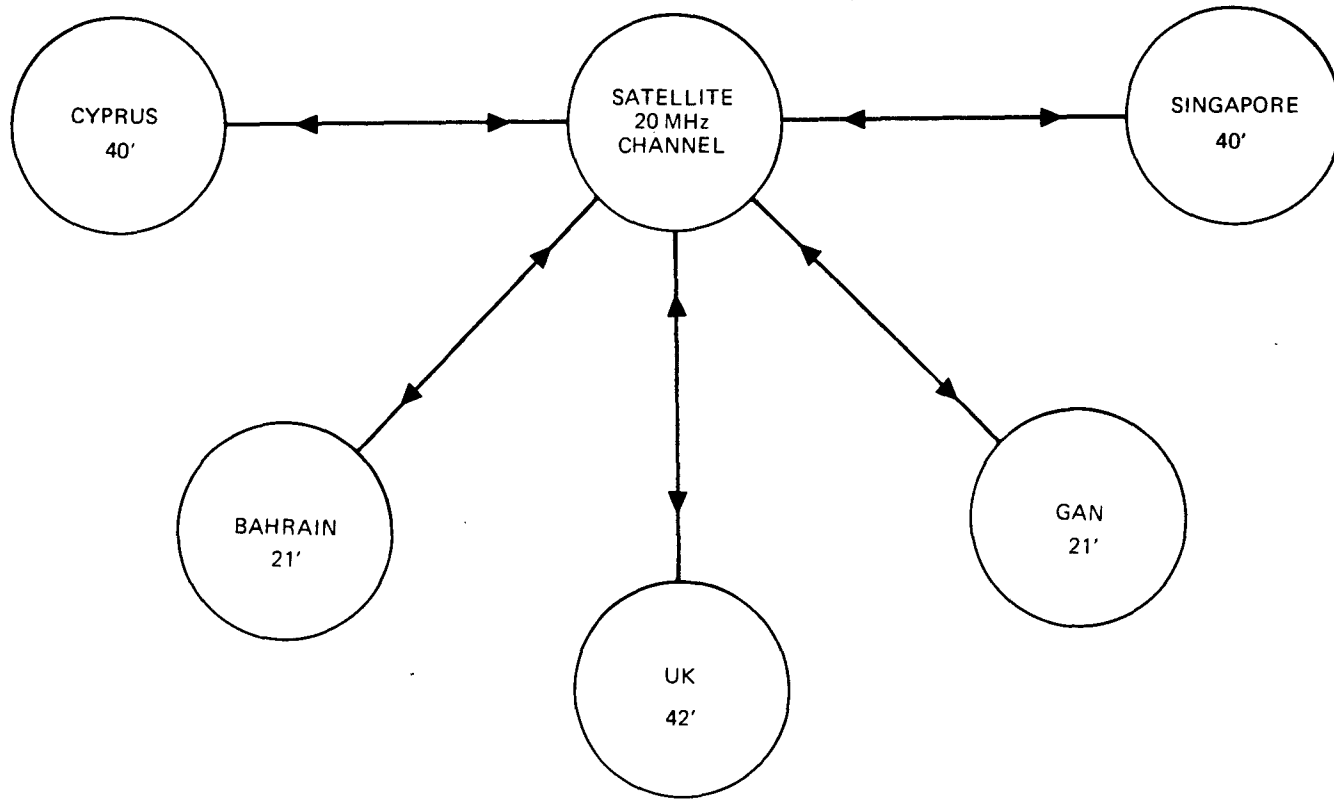 CYPRUS
40'
SATELLITE
20 MHz
CHANNEL
SINGAPORE
40'
BAHRAIN
21'
GAN
21'
UK
42'